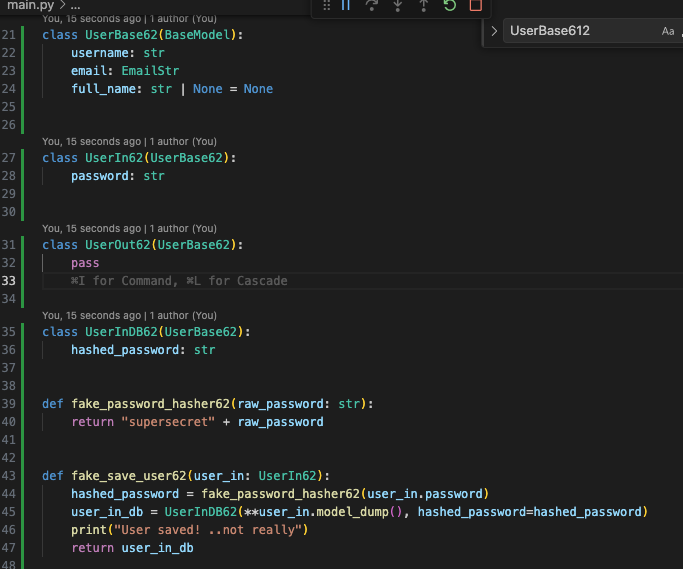 main.py > ...
UserBase612
Aa
You, 15 seconds ago | 1 author (You)
21 class UserBase62(BaseModel):
22     username: str
23     email: EmailStr
24     full_name: str | None = None
25
26
You, 15 seconds ago | 1 author (You)
27 class UserIn62(UserBase62):
28     password: str
29
30
You, 15 seconds ago | 1 author (You)
31 class UserOut62(UserBase62):
32     pass
33     ⌘I for Command, ⌘L for Cascade
34
You, 15 seconds ago | 1 author (You)
35 class UserInDB62(UserBase62):
36     hashed_password: str
37
38
39 def fake_password_hasher62(raw_password: str):
40     return "supersecret" + raw_password
41
42
43 def fake_save_user62(user_in: UserIn62):
44     hashed_password = fake_password_hasher62(user_in.password)
45     user_in_db = UserInDB62(**user_in.model_dump(), hashed_password=hashed_password)
46     print("User saved! ..not really")
47     return user_in_db
48